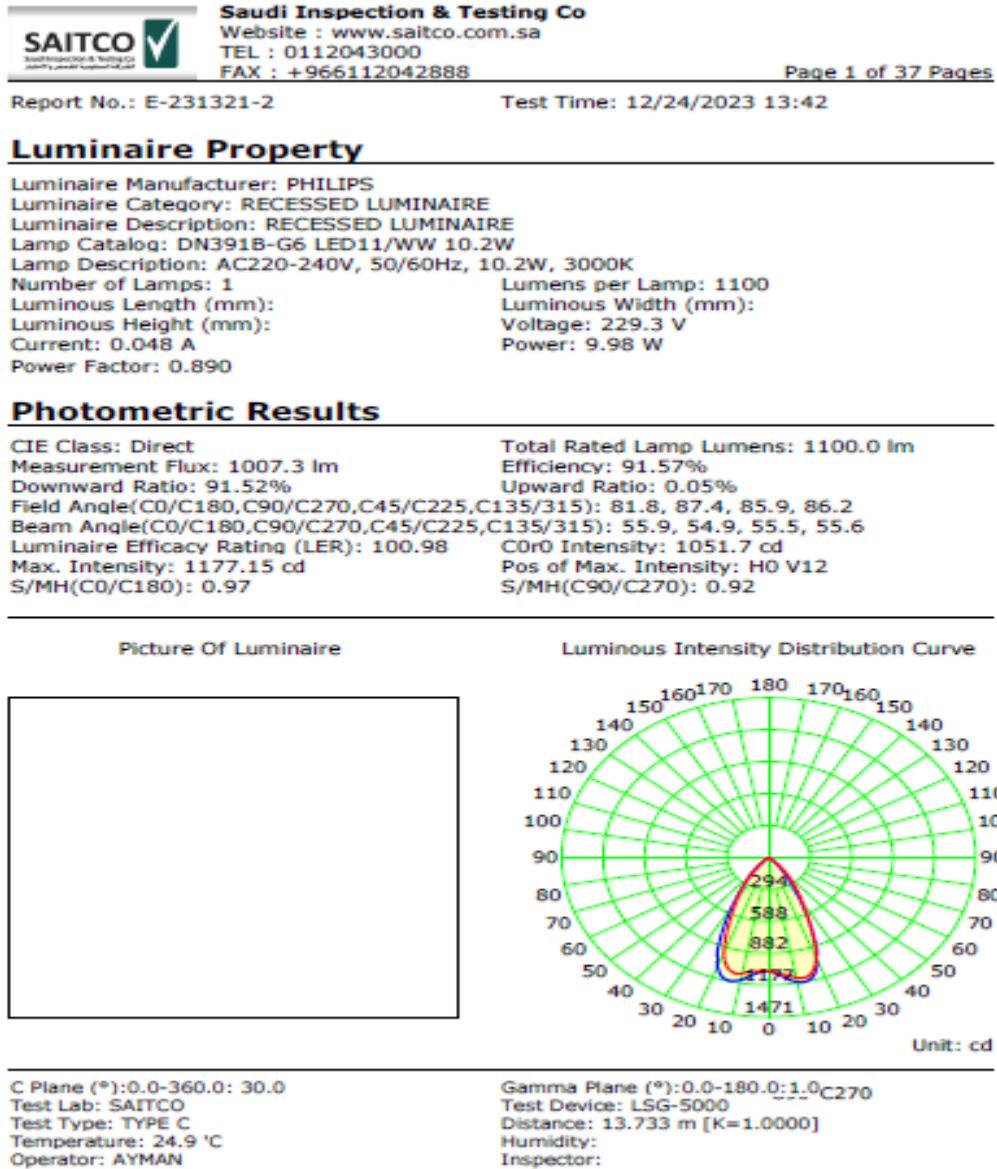 SAITCO
Saudi Inspection & Testing Co
Website : www.saitco.com.sa
TEL : 0112043000
FAX : +966112042888
Page 1 of 37 Pages
Report No.: E-231321-2
Test Time: 12/24/2023 13:42
Luminaire Property
Luminaire Manufacturer: PHILIPS
Luminaire Category: RECESSED LUMINAIRE
Luminaire Description: RECESSED LUMINAIRE
Lamp Catalog: DN391B-G6 LED11/WW 10.2W
Lamp Description: AC220-240V, 50/60Hz, 10.2W, 3000K
Number of Lamps: 1
Lumens per Lamp: 1100
Luminous Length (mm):
Luminous Width (mm):
Luminous Height (mm):
Voltage: 229.3 V
Current: 0.048 A
Power: 9.98 W
Power Factor: 0.890
Photometric Results
CIE Class: Direct
Total Rated Lamp Lumens: 1100.0 lm
Measurement Flux: 1007.3 lm
Efficiency: 91.57%
Downward Ratio: 91.52%
Upward Ratio: 0.05%
Field Angle(C0/C180,C90/C270,C45/C225,C135/315): 81.8, 87.4, 85.9, 86.2
Beam Angle(C0/C180,C90/C270,C45/C225,C135/315): 55.9, 54.9, 55.5, 55.6
Luminaire Efficacy Rating (LER): 100.98
C0r0 Intensity: 1051.7 cd
Max. Intensity: 1177.15 cd
Pos of Max. Intensity: H0 V12
S/MH(C0/C180): 0.97
S/MH(C90/C270): 0.92
Picture Of Luminaire
Luminous Intensity Distribution Curve
150 160 170 180 170 160 150
140 140
130 130
120 120
110 110
100 10
90 90
294
80 80
588
70 70
882
60 60
1177
50 50
40 40
1471
30 20 10 0 10 20 30
Unit: cd
C Plane (°):0.0-360.0: 30.0
Gamma Plane (°):0.0-180.0:1.0
C270
Test Lab: SAITCO
Test Device: LSG-5000
Test Type: TYPE C
Distance: 13.733 m [K=1.0000]
Temperature: 24.9 'C
Humidity:
Operator: AYMAN
Inspector: